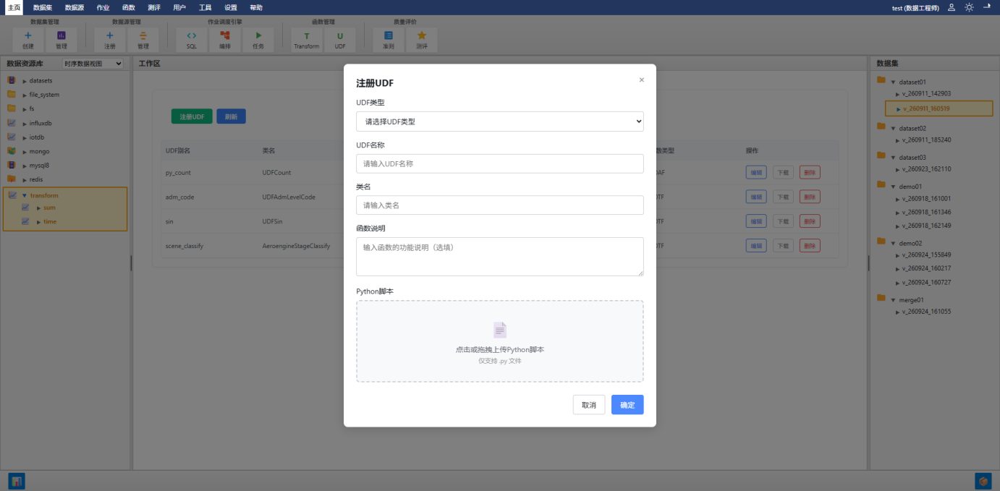 主页 数据集 数据源 作业 函数 测评 用户 工具 设置 帮助 test (数据工程师)
数据集管理 数据源管理 作业调度引擎 函数管理 质量评价
创建 管理 注册 管理 SQL 编排 任务 T Transform U UDF 准则 测评
数据资源库 时序数据视图 工作区 数据集
datasets
file_system
fs
influxdb
iotdb
mongo
mysql8
redis
transform
sum
time
注册UDF 刷新
UDF别名 类名 数类型 操作
py_count UDFCount 编辑 下载 删除
adm_code UDFAdmLevelCode 编辑 下载 删除
sin UDFSin 编辑 下载 删除
scene_classify AeroengineStageClassify 编辑 下载 删除
注册UDF ×
UDF类型
请选择UDF类型
UDF名称
请输入UDF名称
类名
请输入类名
函数说明
输入函数的功能说明（选填）
Python脚本
点击或拖拽上传Python脚本
仅支持 .py 文件
取消 确定
dataset01
v_260911_142903
v_260911_160519
dataset02
v_260911_185240
dataset03
v_260923_162110
demo01
v_260918_161001
v_260918_161346
v_260918_162149
demo02
v_260924_155849
v_260924_160217
v_260924_160727
merge01
v_260924_161055